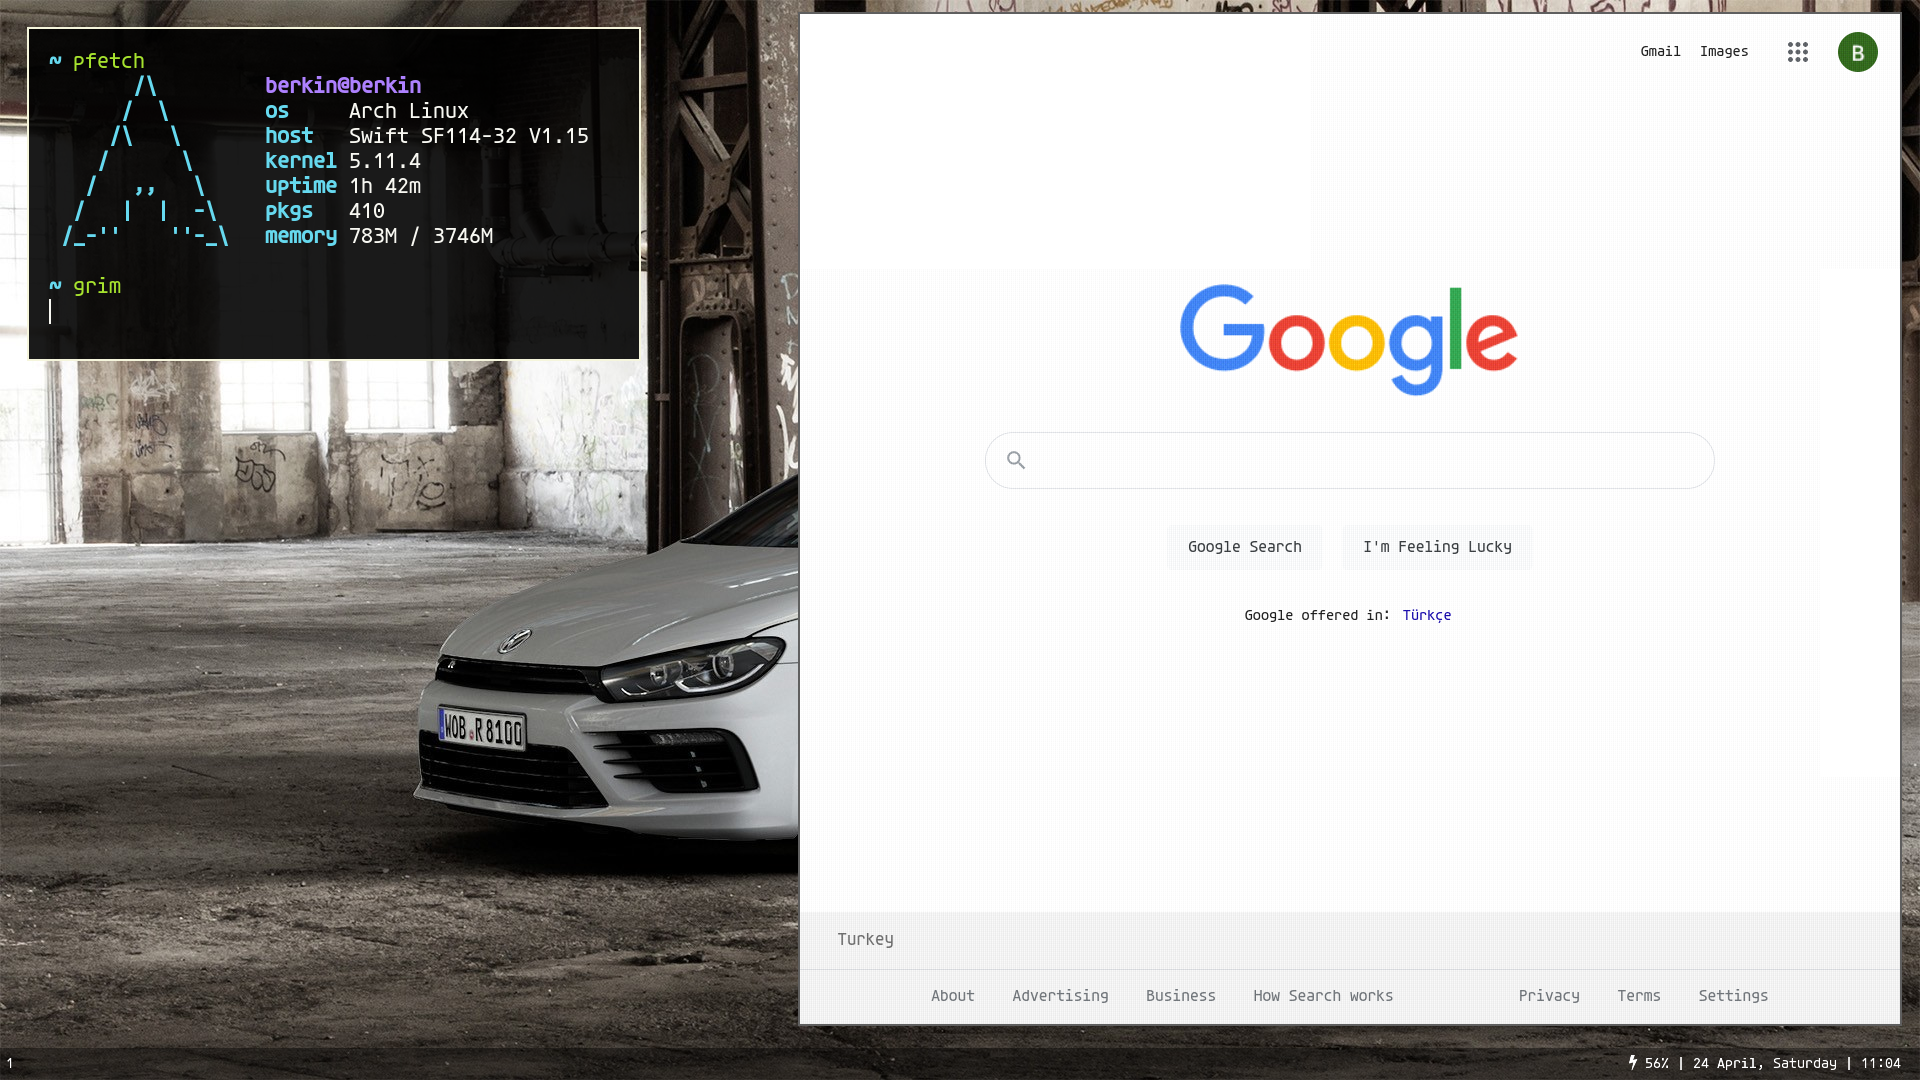 ~ pfetch
berkin@berkin
os Arch Linux
host Swift SF114-32 V1.15
kernel 5.11.4
uptime 1h 42m
pkgs 410
memory 783M / 3746M
~ grim
Gmail Images B
Google
Google Search I'm Feeling Lucky
Google offered in: Türkçe
WOB R 8100
Turkey
About Advertising Business How Search works Privacy Terms Settings
1 56% | 24 April, Saturday | 11:04